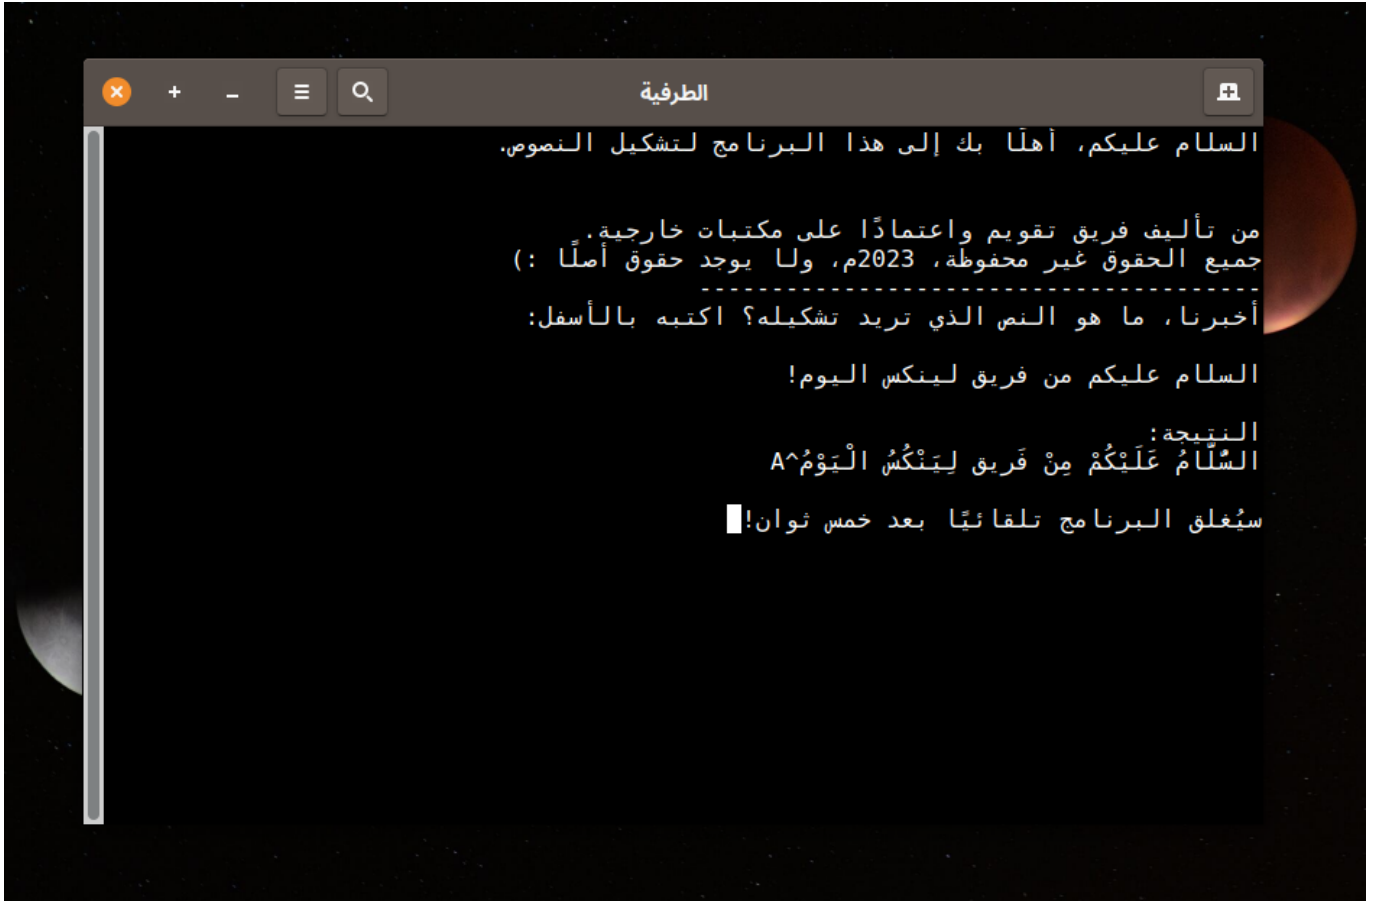 الطرفية
السلام عليكم، أهلًا بك إلى هذا البرنامج لتشكيل النصوص.
من تأليف فريق تقويم واعتمادًا على مكتبات خارجية.
جميع الحقوق غير محفوظة، 2023م، ولا يوجد حقوق أصلًا :)
---------------------------------------
أخبرنا، ما هو النص الذي تريد تشكيله؟ اكتبه بالأسفل:
السلام عليكم من فريق لينكس اليوم!
النتيجة:
السَُّلَّامُ عَلَيْكُمْ مِنْ فَريق لِيَنْكُسُ الْيَوْمُ^A
سيُغلق البرنامج تلقائيًا بعد خمس ثوان!